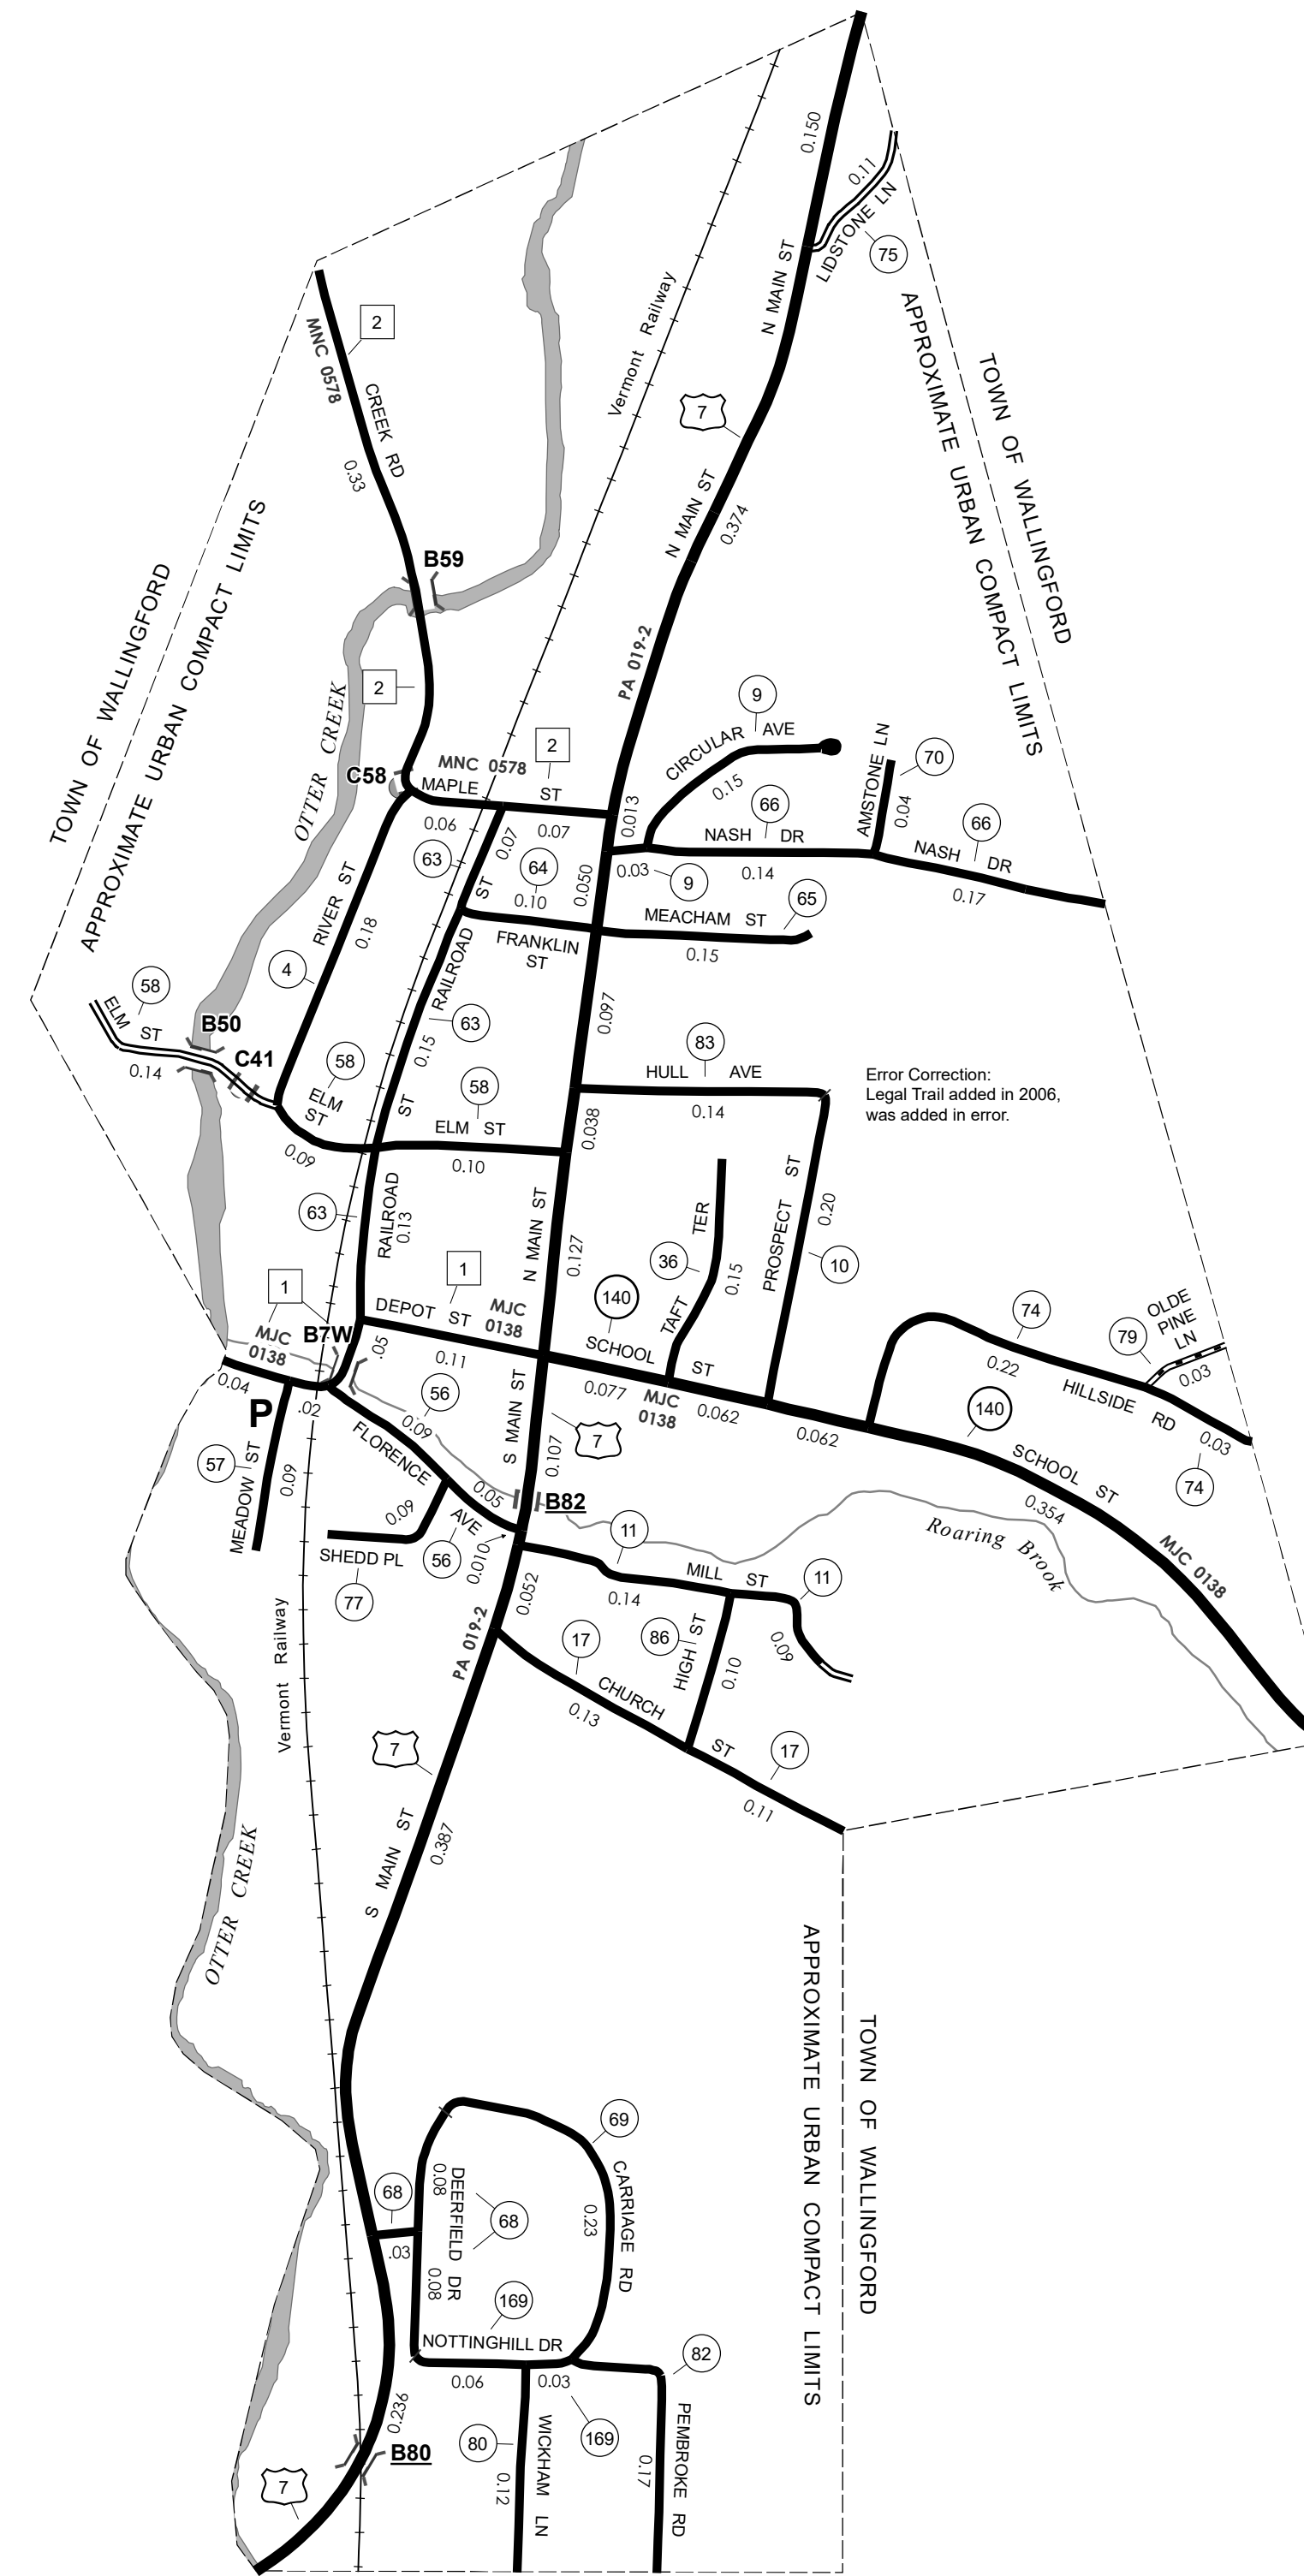 0.150
0.11
LIDSTONE LN
75
N MAIN ST
Vermont Railway
2
MNC 0578
CREEK RD
0.33
7
N MAIN ST
0.374
TOWN OF WALLINGFORD
APPROXIMATE URBAN COMPACT LIMITS
TOWN OF WALLINGFORD
APPROXIMATE URBAN COMPACT LIMITS
B59
OTTER CREEK
2
PA 019-2
C58
MNC 0578
2
MAPLE ST
0.06
0.07
0.013
9
CIRCULAR AVE
0.15
66
NASH DR
0.14
0.03
9
AMSTONE LN
70
0.04
66
NASH DR
0.17
63
0.07
64
0.10
0.050
FRANKLIN
ST
MEACHAM ST
65
0.15
RIVER ST
0.18
4
RAILROAD ST
63
0.15
0.097
58
ELM ST
0.14
B50
C41
58
ELM
ST
0.09
58
ELM ST
0.10
0.038
83
HULL AVE
0.14
Error Correction:
Legal Trail added in 2006,
was added in error.
63
RAILROAD ST
0.13
N MAIN ST
0.127
36
TAFT TER
0.15
PROSPECT ST
0.20
10
1
MJC
0138
B7W
0.04
.02
.05
1
DEPOT ST
0.11
MJC
0138
140
SCHOOL ST
0.077
MJC
0138
0.062
0.062
74
0.22
HILLSIDE RD
0.03
74
79
OLDE
PINE
LN
0.03
140
SCHOOL ST
0.354
MJC 0138
P
57
MEADOW ST
0.09
56
0.09
FLORENCE AVE
0.05
56
S MAIN ST
0.107
7
B82
Roaring Brook
0.09
SHEDD PL
77
0.010
0.052
11
MILL ST
0.14
11
0.09
86
HIGH ST
0.10
17
CHURCH ST
0.13
17
0.11
PA 019-2
Vermont Railway
7
S MAIN ST
0.387
OTTER CREEK
APPROXIMATE URBAN COMPACT LIMITS
TOWN OF WALLINGFORD
69
CARRIAGE RD
0.23
68
.03
0.08
DEERFIELD DR
68
0.08
169
NOTTINGHILL DR
0.06
0.03
169
82
PEMBROKE RD
0.17
80
WICKHAM LN
0.12
0.236
B80
7